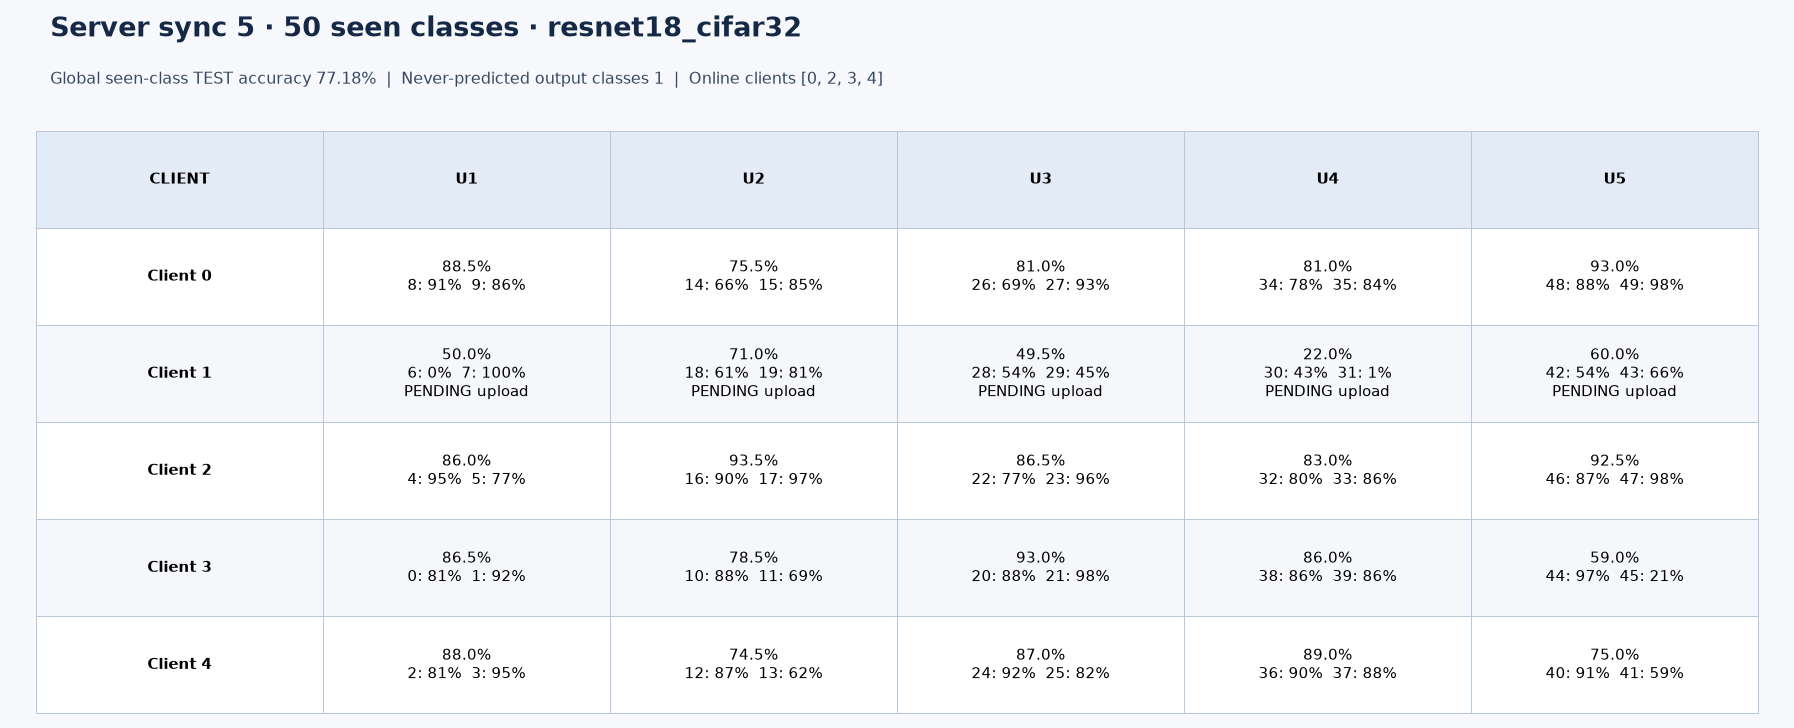 Server sync 5 · 50 seen classes · resnet18_cifar32
Global seen-class TEST accuracy 77.18% | Never-predicted output classes 1 | Online clients [0, 2, 3, 4]
CLIENT U1 U2 U3 U4 U5
Client 0
88.5%
8: 91% 9: 86%
75.5%
14: 66% 15: 85%
81.0%
26: 69% 27: 93%
81.0%
34: 78% 35: 84%
93.0%
48: 88% 49: 98%
Client 1
50.0%
6: 0% 7: 100%
PENDING upload
71.0%
18: 61% 19: 81%
PENDING upload
49.5%
28: 54% 29: 45%
PENDING upload
22.0%
30: 43% 31: 1%
PENDING upload
60.0%
42: 54% 43: 66%
PENDING upload
Client 2
86.0%
4: 95% 5: 77%
93.5%
16: 90% 17: 97%
86.5%
22: 77% 23: 96%
83.0%
32: 80% 33: 86%
92.5%
46: 87% 47: 98%
Client 3
86.5%
0: 81% 1: 92%
78.5%
10: 88% 11: 69%
93.0%
20: 88% 21: 98%
86.0%
38: 86% 39: 86%
59.0%
44: 97% 45: 21%
Client 4
88.0%
2: 81% 3: 95%
74.5%
12: 87% 13: 62%
87.0%
24: 92% 25: 82%
89.0%
36: 90% 37: 88%
75.0%
40: 91% 41: 59%